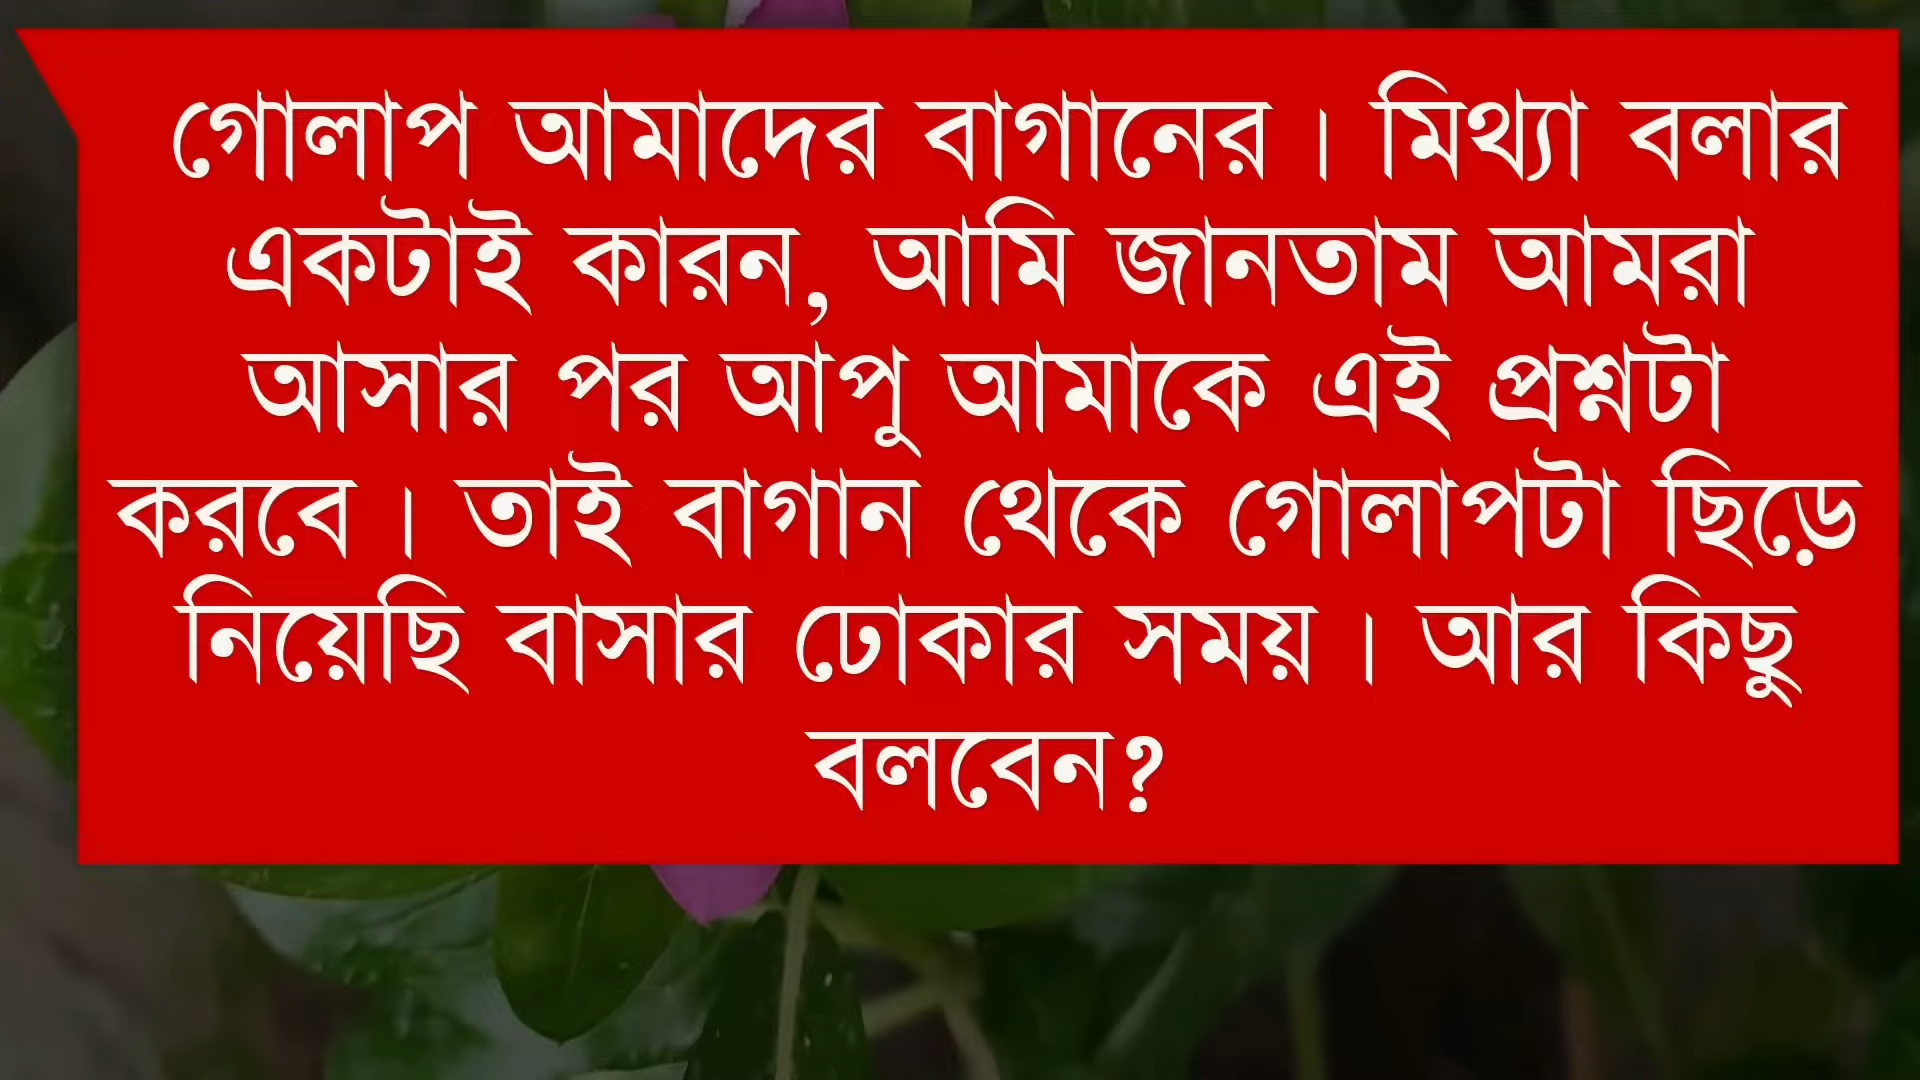 গোলাপ আমাদের বাগানের। মিথ্যা বলার
একটাই কারন, আমি জানতাম আমরা
আসার পর আপু আমাকে এই প্রশ্নটা
করবে। তাই বাগান থেকে গোলাপটা ছিড়ে
নিয়েছি বাসার ঢোকার সময়। আর কিছু
বলবেন?